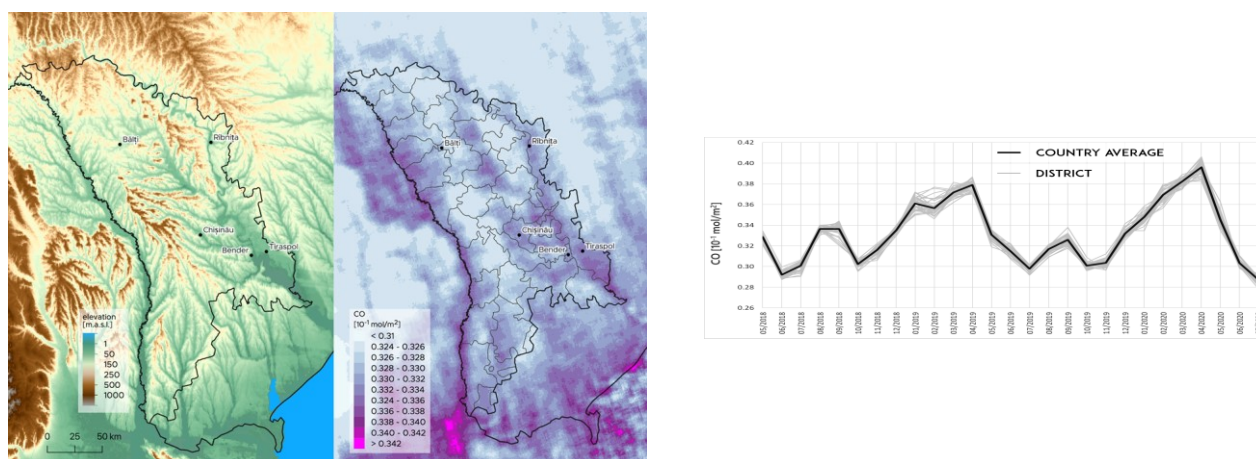 Bălți
Rîbnița
Chișinău
Bender
Tiraspol
elevation
[m.a.s.l.]
1
50
150
250
500
1000
0 25 50 km
Bălți
Rîbnița
Chișinău
Bender
Tiraspol
CO
[10⁻¹ mol/m²]
< 0.31
0.324 - 0.326
0.326 - 0.328
0.328 - 0.330
0.330 - 0.332
0.332 - 0.334
0.334 - 0.336
0.336 - 0.338
0.338 - 0.340
0.340 - 0.342
> 0.342
CO [10⁻¹ mol/m²]
0.42
0.40
0.38
0.36
0.34
0.32
0.30
0.28
0.26
COUNTRY AVERAGE
DISTRICT
05/2018
06/2018
07/2018
08/2018
09/2018
10/2018
11/2018
12/2018
01/2019
02/2019
03/2019
04/2019
05/2019
06/2019
07/2019
08/2019
09/2019
10/2019
11/2019
12/2019
01/2020
02/2020
03/2020
04/2020
05/2020
06/2020